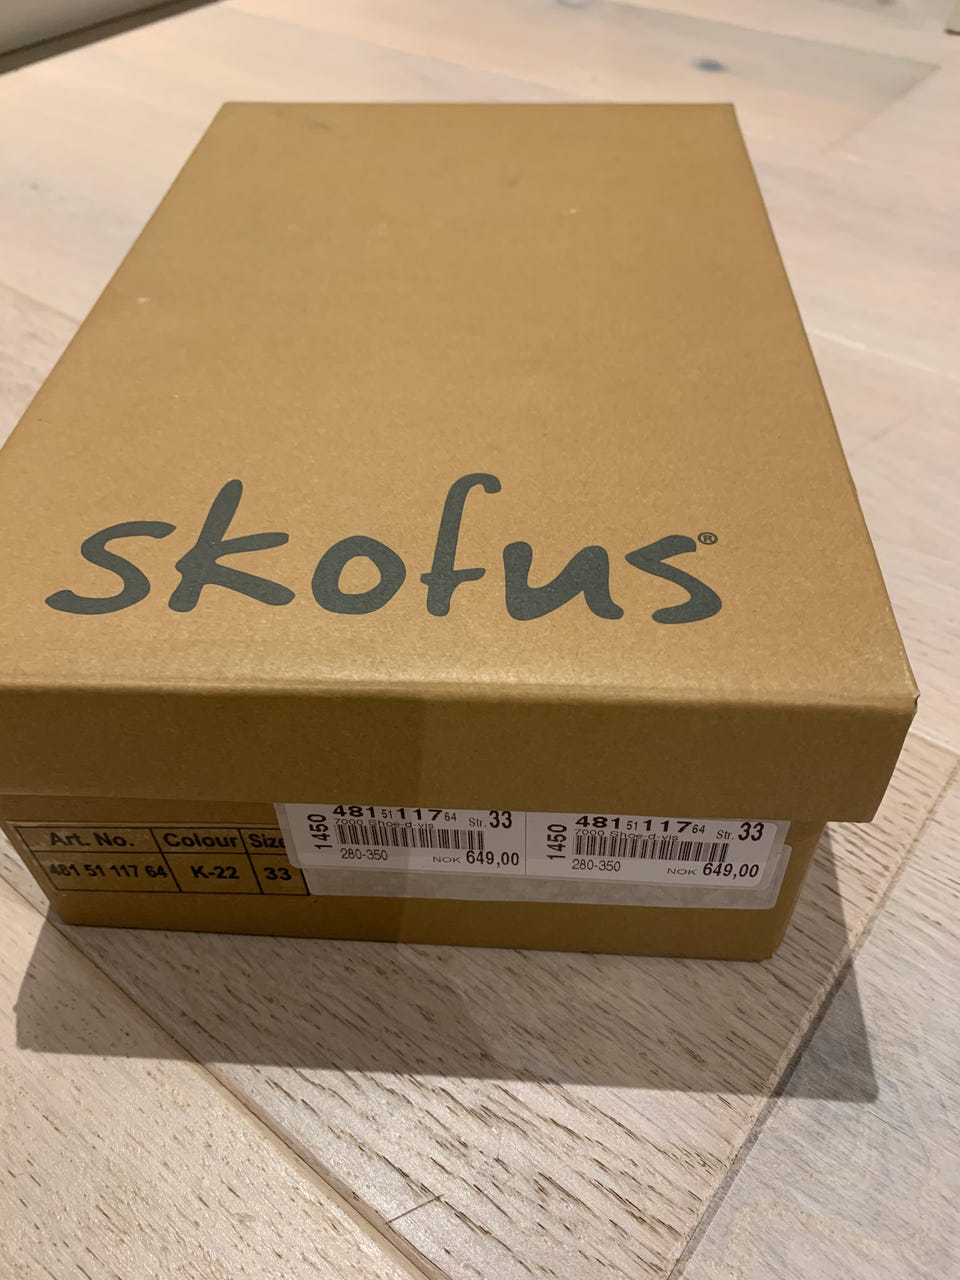 skofus®
Art. No. Colour Size
481 51 117 64 K-22 33
1450
481 51 117 64 Str. 33
7000 Shoe-d-vis
280-350 NOK 649,00
1450
481 51 117 64 Str. 33
7000 Shoe-d-vis
280-350 NOK 649,00